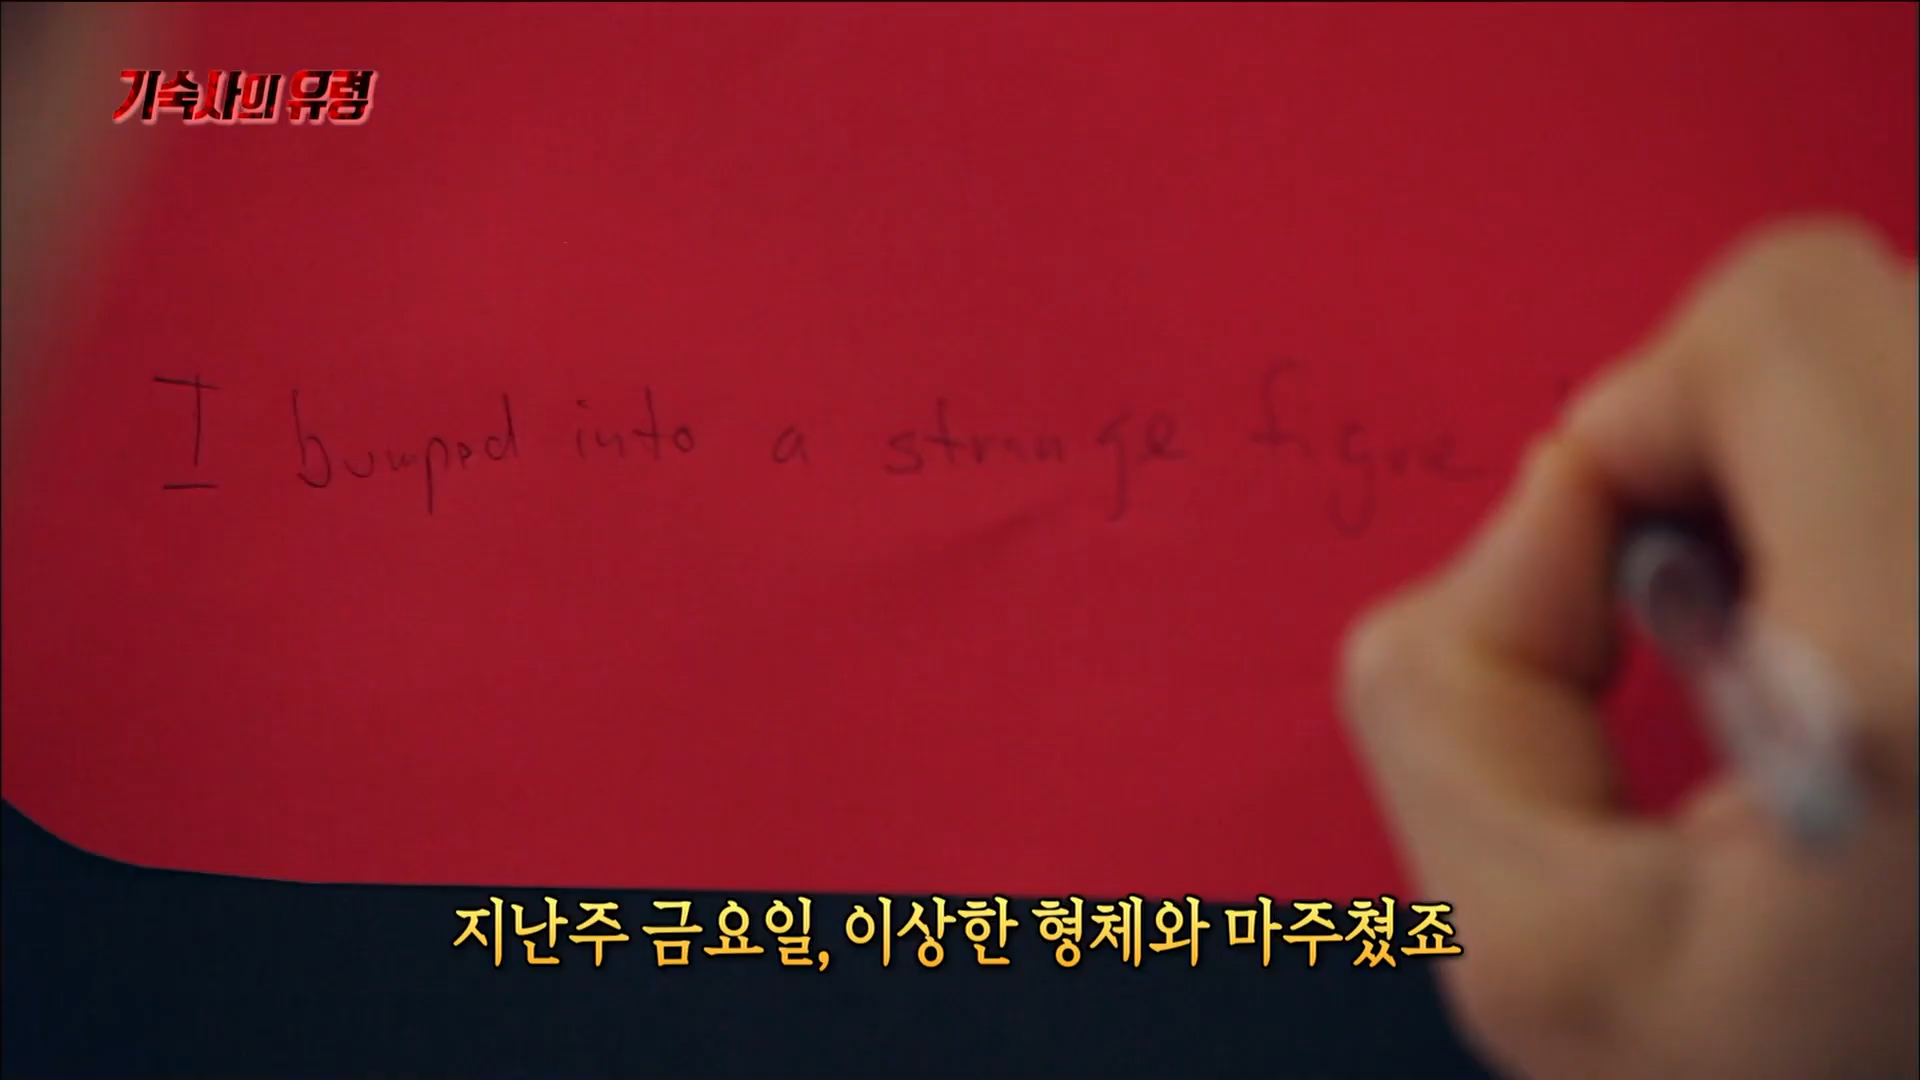 기숙사의 유령
I bumped into a strange figure
지난주 금요일, 이상한 형체와 마주쳤죠